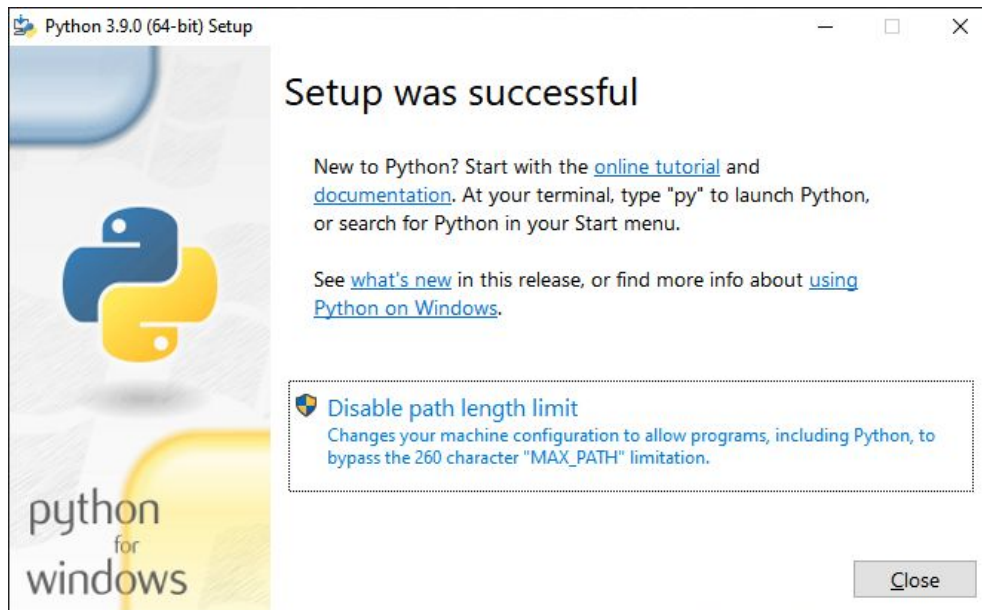 Python 3.9.0 (64-bit) Setup
Setup was successful
New to Python? Start with the online tutorial and
documentation. At your terminal, type "py" to launch Python,
or search for Python in your Start menu.
See what's new in this release, or find more info about using
Python on Windows.
Disable path length limit
Changes your machine configuration to allow programs, including Python, to
bypass the 260 character "MAX_PATH" limitation.
python
for
windows
Close